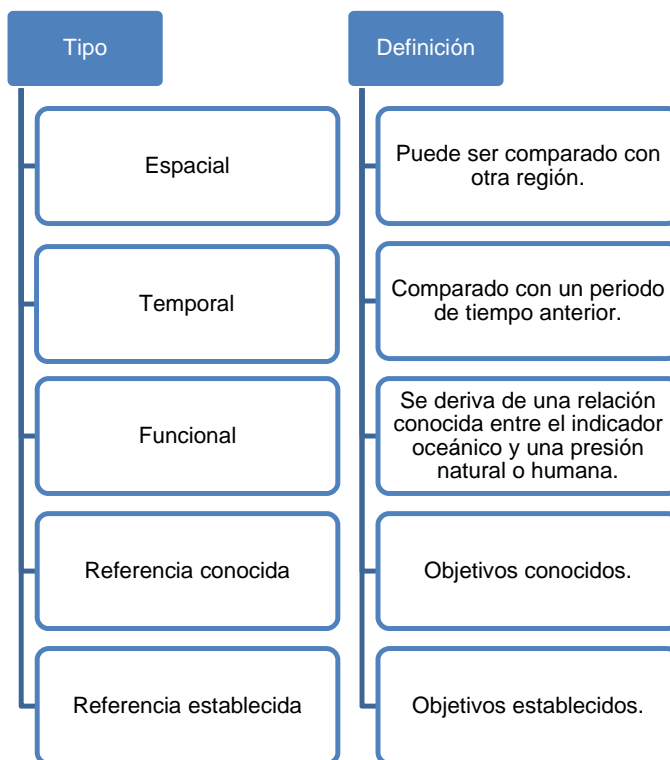 Tipo
Definición
Espacial
Puede ser comparado con
otra región.
Temporal
Comparado con un periodo
de tiempo anterior.
Funcional
Se deriva de una relación
conocida entre el indicador
oceánico y una presión
natural o humana.
Referencia conocida
Objetivos conocidos.
Referencia establecida
Objetivos establecidos.